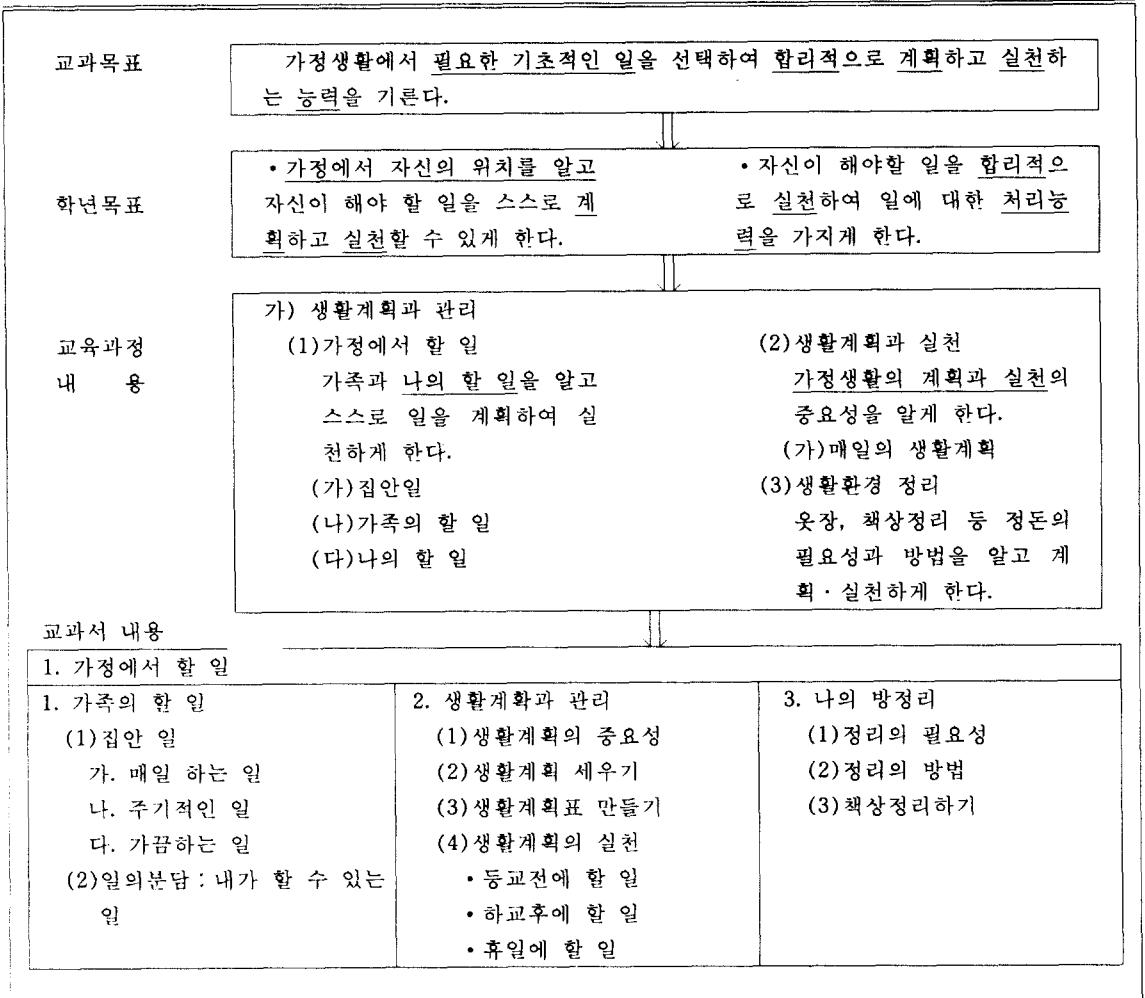 교과목표
가정생활에서 필요한 기초적인 일을 선택하여 합리적으로 계획하고 실천하
는 능력을 기른다.
학년목표
• 가정에서 자신의 위치를 알고
자신이 해야 할 일을 스스로 계
획하고 실천할 수 있게 한다.
• 자신이 해야할 일을 합리적으
로 실천하여 일에 대한 처리능
력을 가지게 한다.
교육과정
내 용
가) 생활계획과 관리
(1)가정에서 할 일
가족과 나의 할 일을 알고
스스로 일을 계획하여 실
천하게 한다.
(가)집안일
(나)가족의 할 일
(다)나의 할 일
(2)생활계획과 실천
가정생활의 계획과 실천의
중요성을 알게 한다.
(가)매일의 생활계획
(3)생활환경 정리
옷장, 책상정리 등 정돈의
필요성과 방법을 알고 계
획·실천하게 한다.
교과서 내용
1. 가정에서 할 일
1. 가족의 할 일
(1)집안 일
가. 매일 하는 일
나. 주기적인 일
다. 가끔하는 일
(2)일의분담 : 내가 할 수 있는
일
2. 생활계확과 관리
(1)생활계획의 중요성
(2)생활계획 세우기
(3)생활계획표 만들기
(4)생활계획의 실천
• 등교전에 할 일
• 하교후에 할 일
• 휴일에 할 일
3. 나의 방정리
(1)정리의 필요성
(2)정리의 방법
(3)책상정리하기